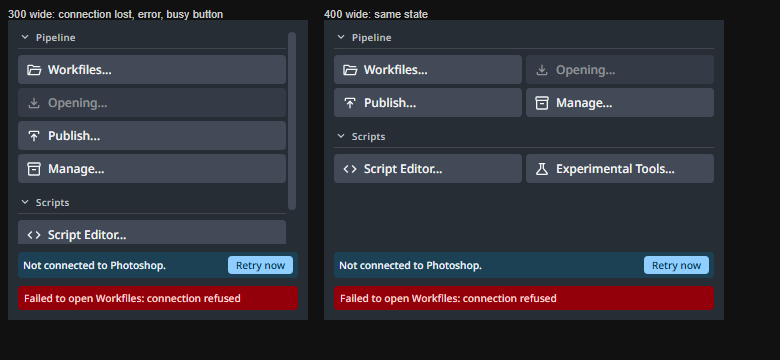 300 wide: connection lost, error, busy button
Pipeline
Workfiles...
Opening...
Publish...
Manage...
Scripts
Script Editor...
Not connected to Photoshop.
Retry now
Failed to open Workfiles: connection refused
400 wide: same state
Pipeline
Workfiles...
Opening...
Publish...
Manage...
Scripts
Script Editor...
Experimental Tools...
Not connected to Photoshop.
Retry now
Failed to open Workfiles: connection refused